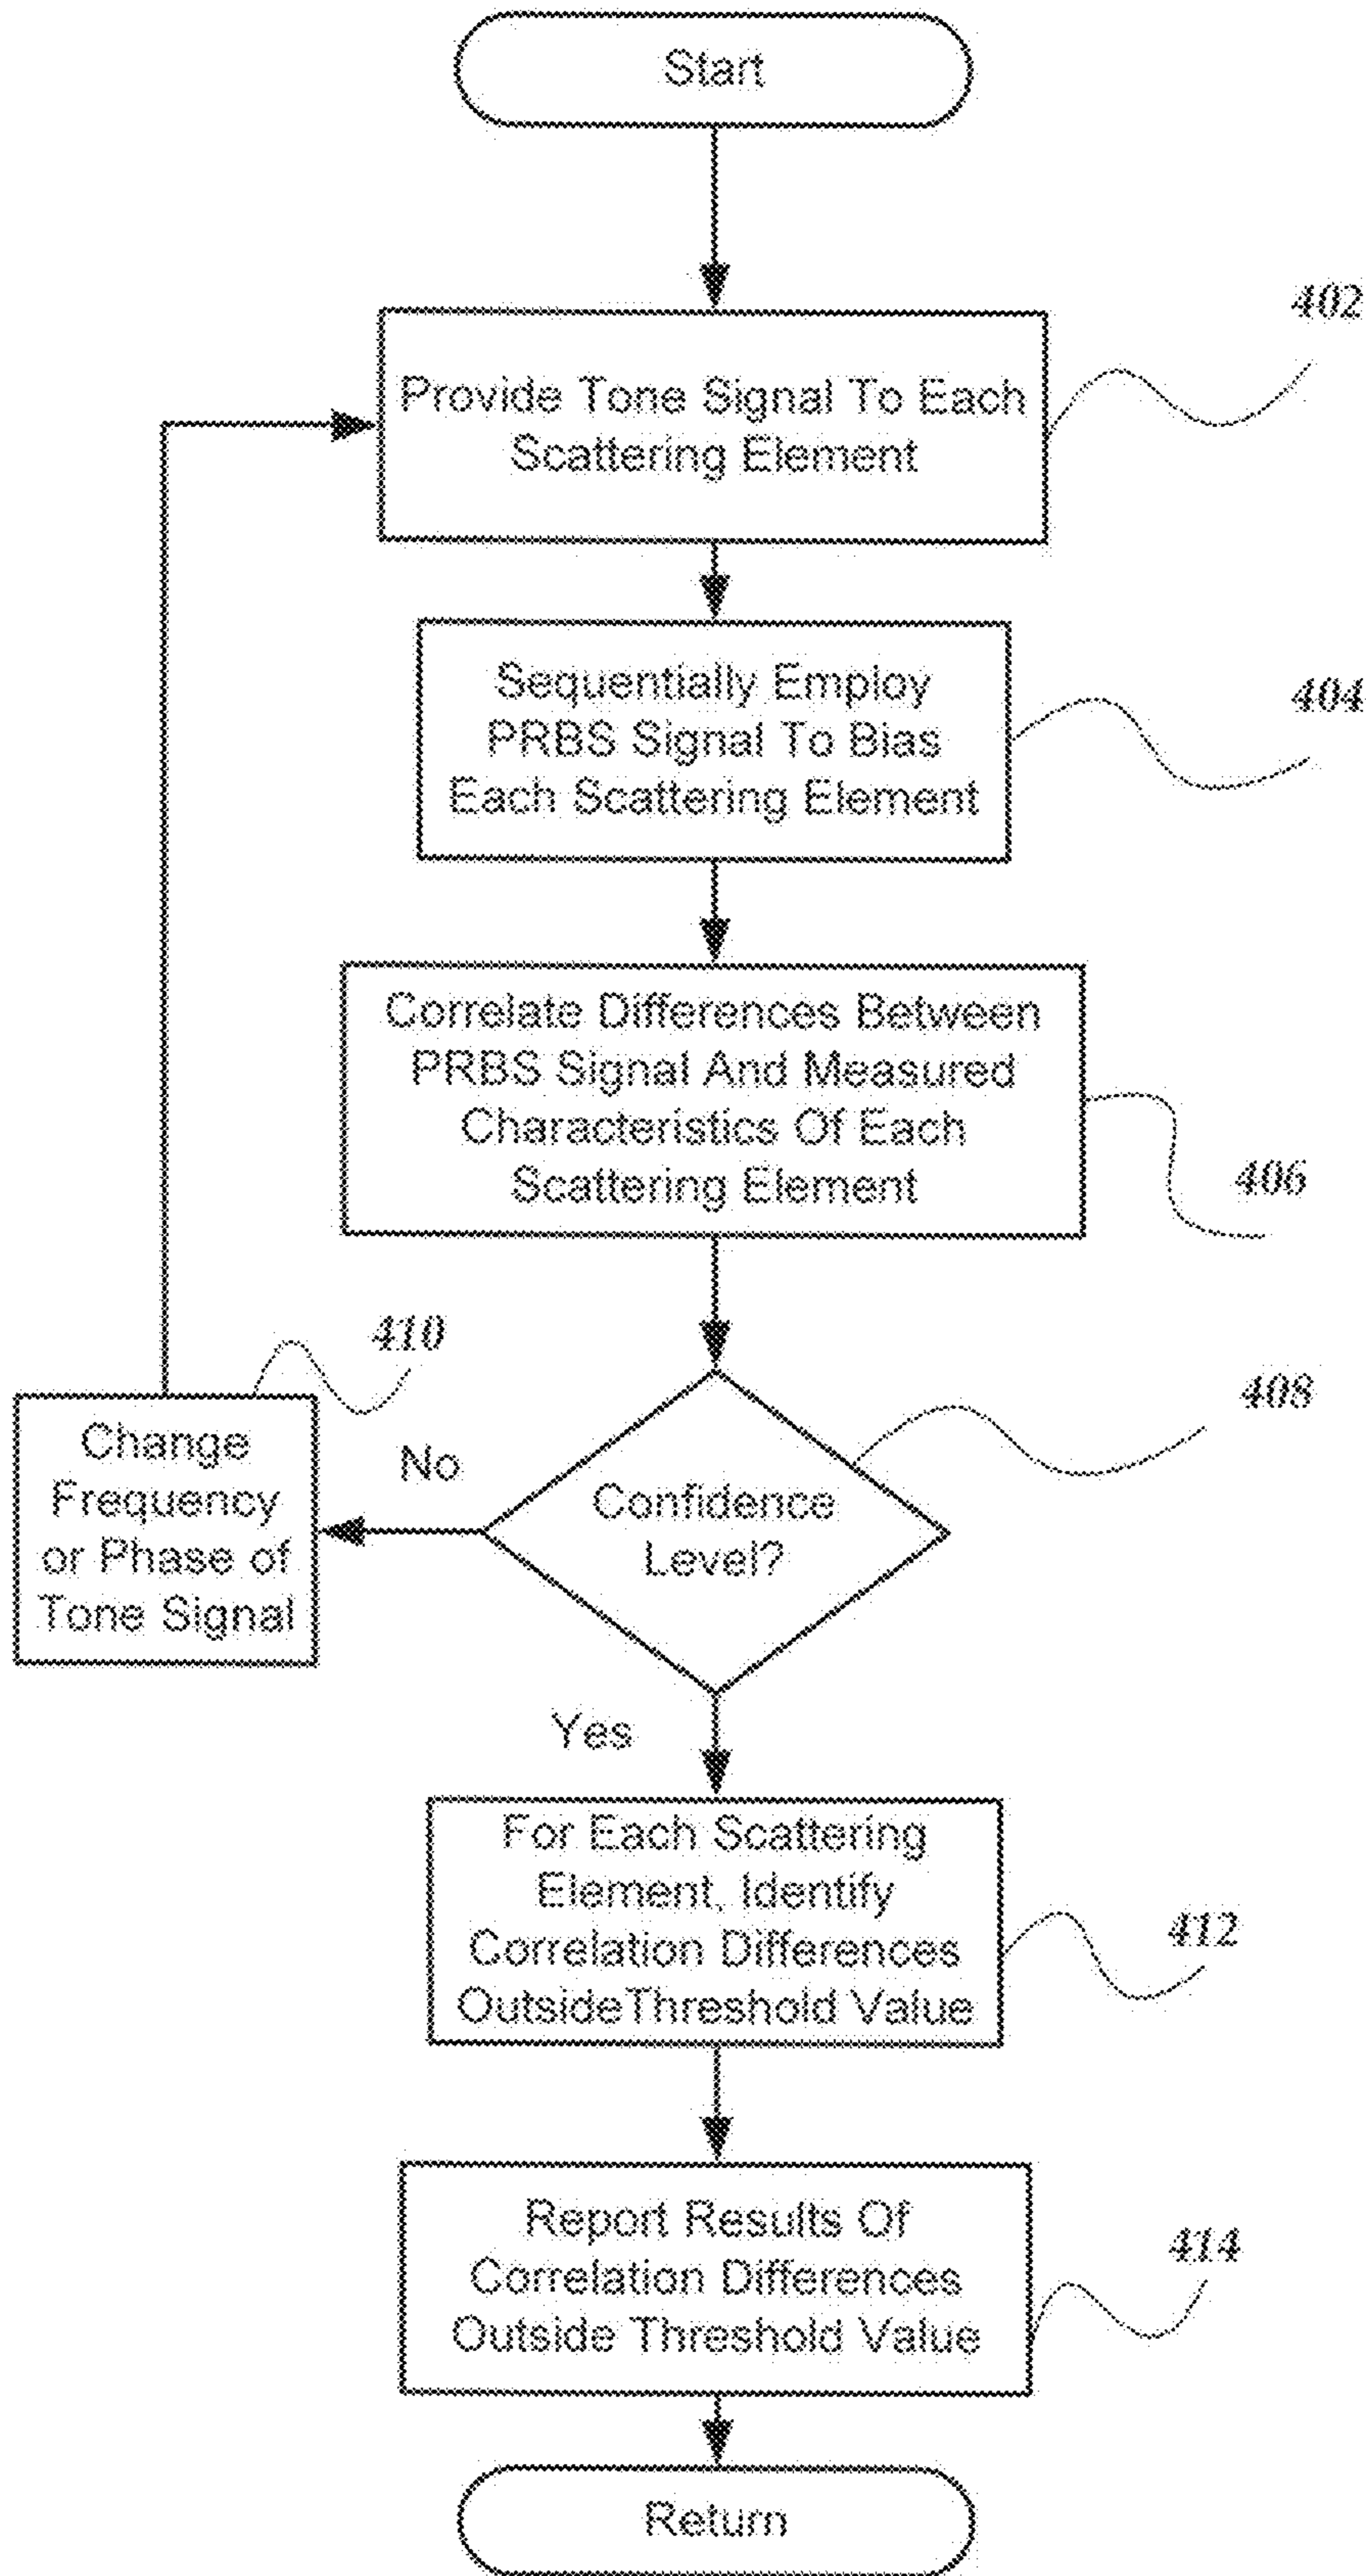 Start
402
Provide Tone Signal To Each
Scattering Element
404
Sequentially Employ
PRBS Signal To Bias
Each Scattering Element
Correlate Differences Between
PRBS Signal And Measured
Characteristics Of Each
Scattering Element
406
410
408
Change
Frequency
or Phase of
Tone Signal
No
Confidence
Level?
Yes
For Each Scattering
Element, Identify
Correlation Differences
OutsideThreshold Value
412
Report Results Of
Correlation Differences
Outside Threshold Value
414
Return